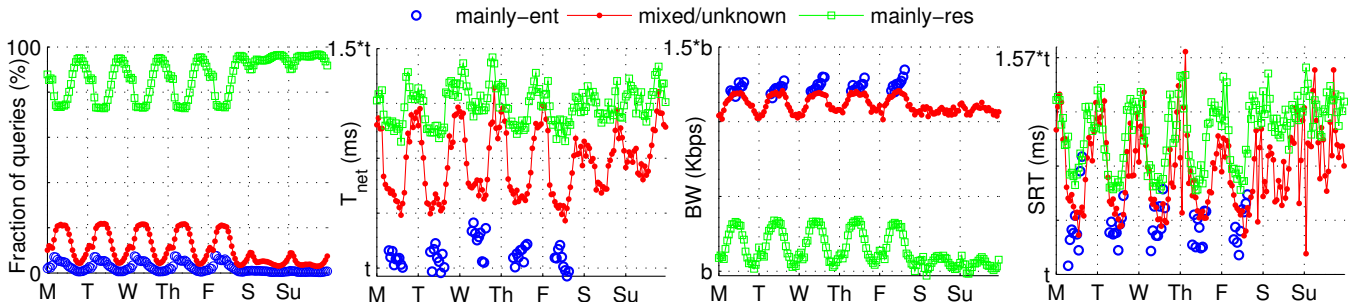 mainly-ent mixed/unknown mainly-res
Fraction of queries (%)
100
0
M T W Th F S Su
T_net (ms)
1.5*t
t
M T W Th F S Su
BW (Kbps)
1.5*b
b
M T W Th F S Su
SRT (ms)
1.57*t
t
M T W Th F S Su